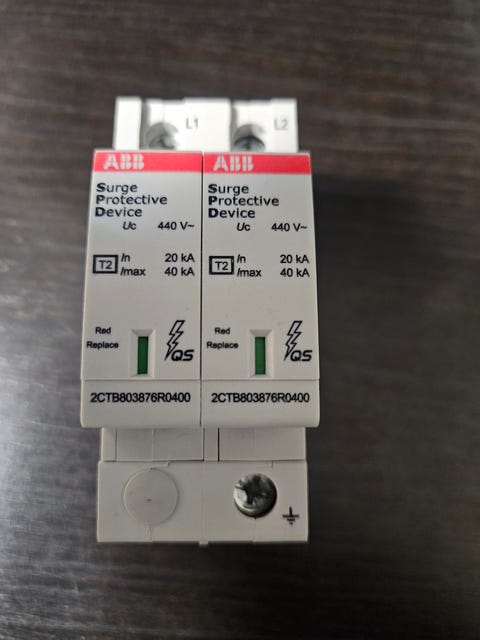 L1
L2
ABB
Surge
Protective
Device
Uc 440 V~
T2
In 20 kA
Imax 40 kA
Red
Replace
QS
2CTB803876R0400
ABB
Surge
Protective
Device
Uc 440 V~
T2
In 20 kA
Imax 40 kA
Red
Replace
QS
2CTB803876R0400